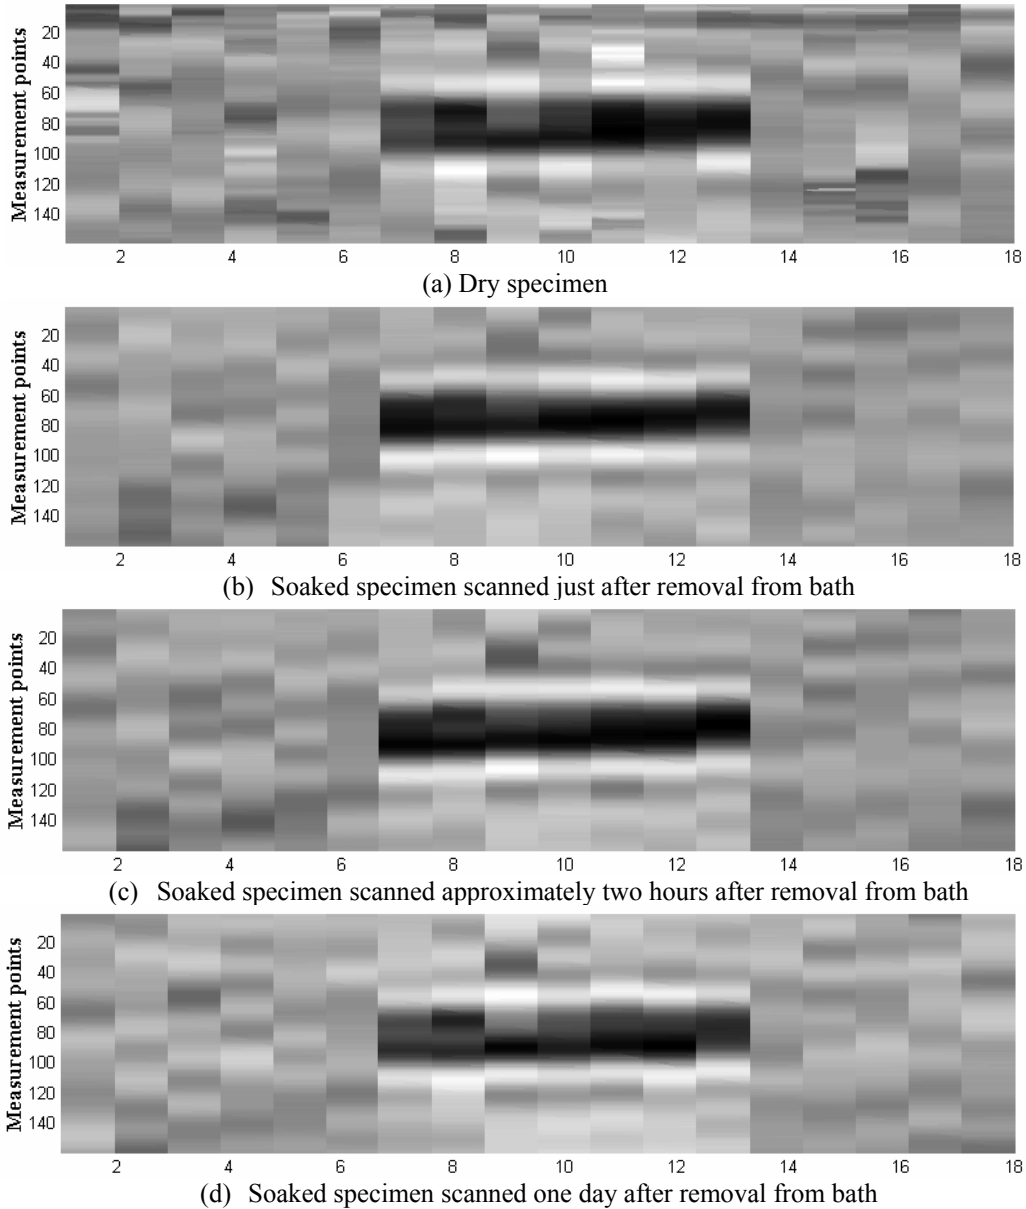 Measurement points
20
40
60
80
100
120
140
2 4 6 8 10 12 14 16 18
(a) Dry specimen
Measurement points
20
40
60
80
100
120
140
2 4 6 8 10 12 14 16 18
(b) Soaked specimen scanned just after removal from bath
Measurement points
20
40
60
80
100
120
140
2 4 6 8 10 12 14 16 18
(c) Soaked specimen scanned approximately two hours after removal from bath
Measurement points
20
40
60
80
100
120
140
2 4 6 8 10 12 14 16 18
(d) Soaked specimen scanned one day after removal from bath